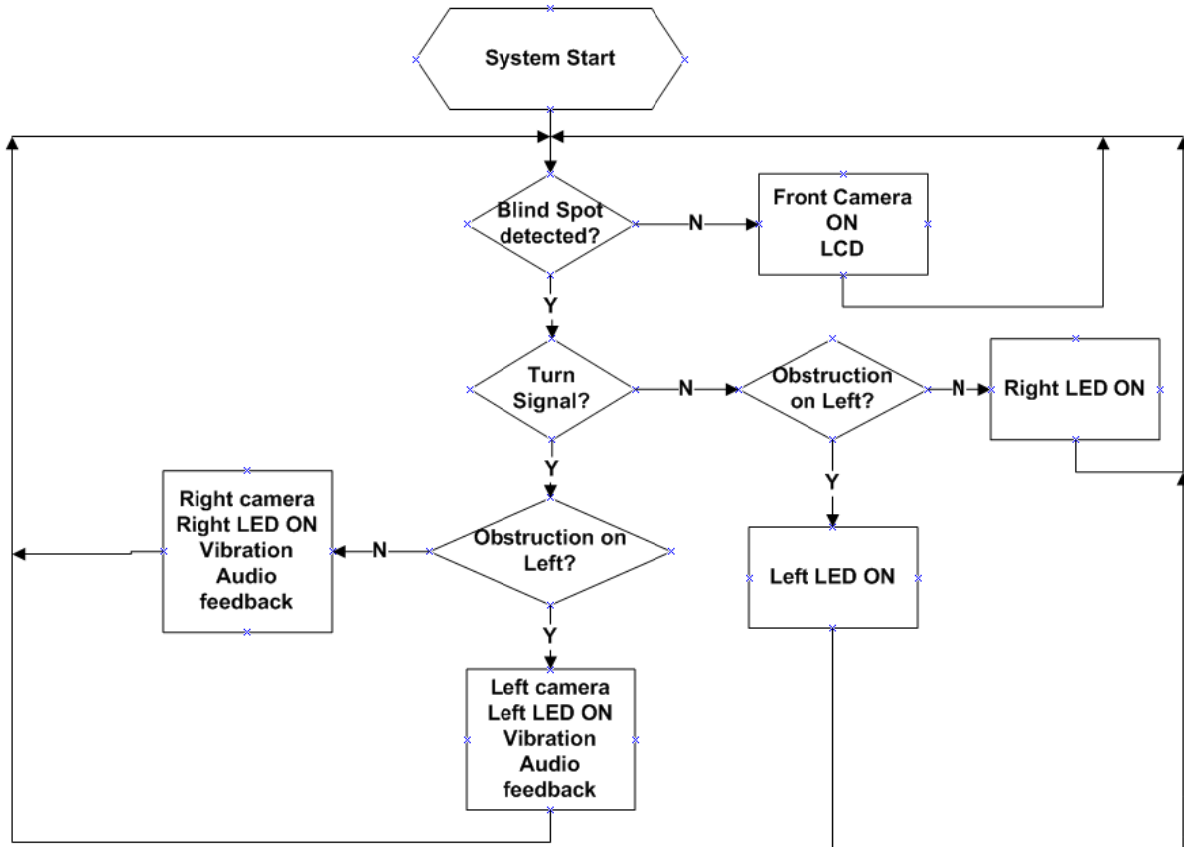 System Start
Blind Spot
detected?
N
Front Camera
ON
LCD
Y
Turn
Signal?
N
Obstruction
on Left?
N
Right LED ON
Y
Y
Right camera
Right LED ON
Vibration
Audio
feedback
N
Obstruction on
Left?
Left LED ON
Y
Left camera
Left LED ON
Vibration
Audio
feedback